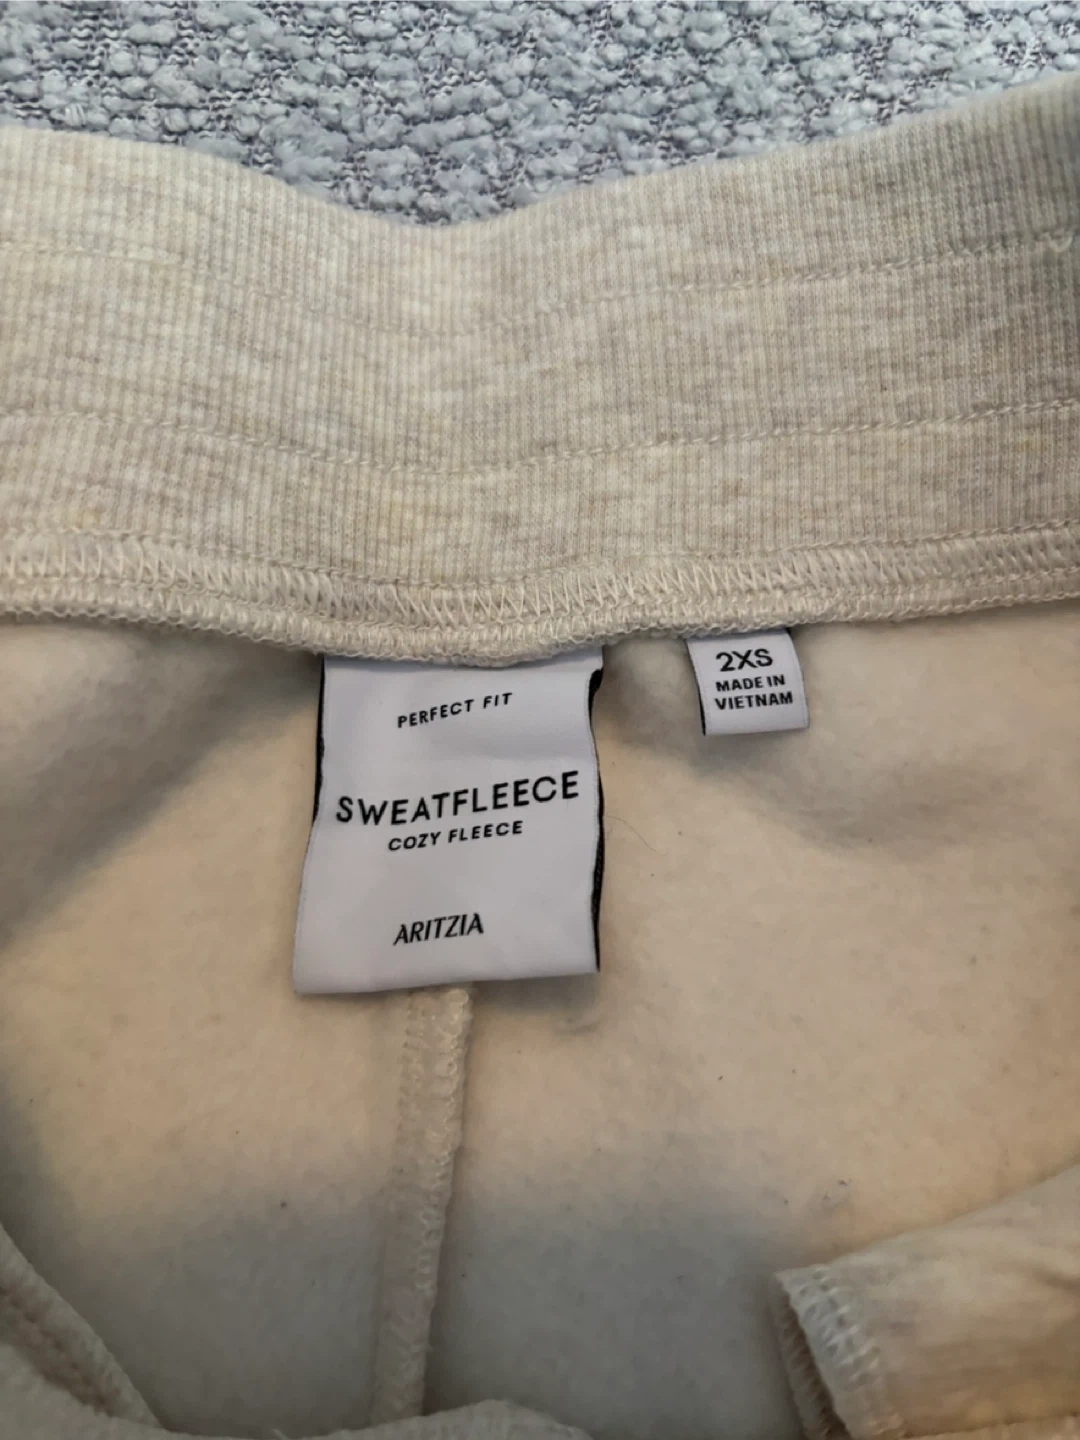 PERFECT FIT
SWEATFLEECE
COZY FLEECE
ARITZIA
2XS
MADE IN
VIETNAM